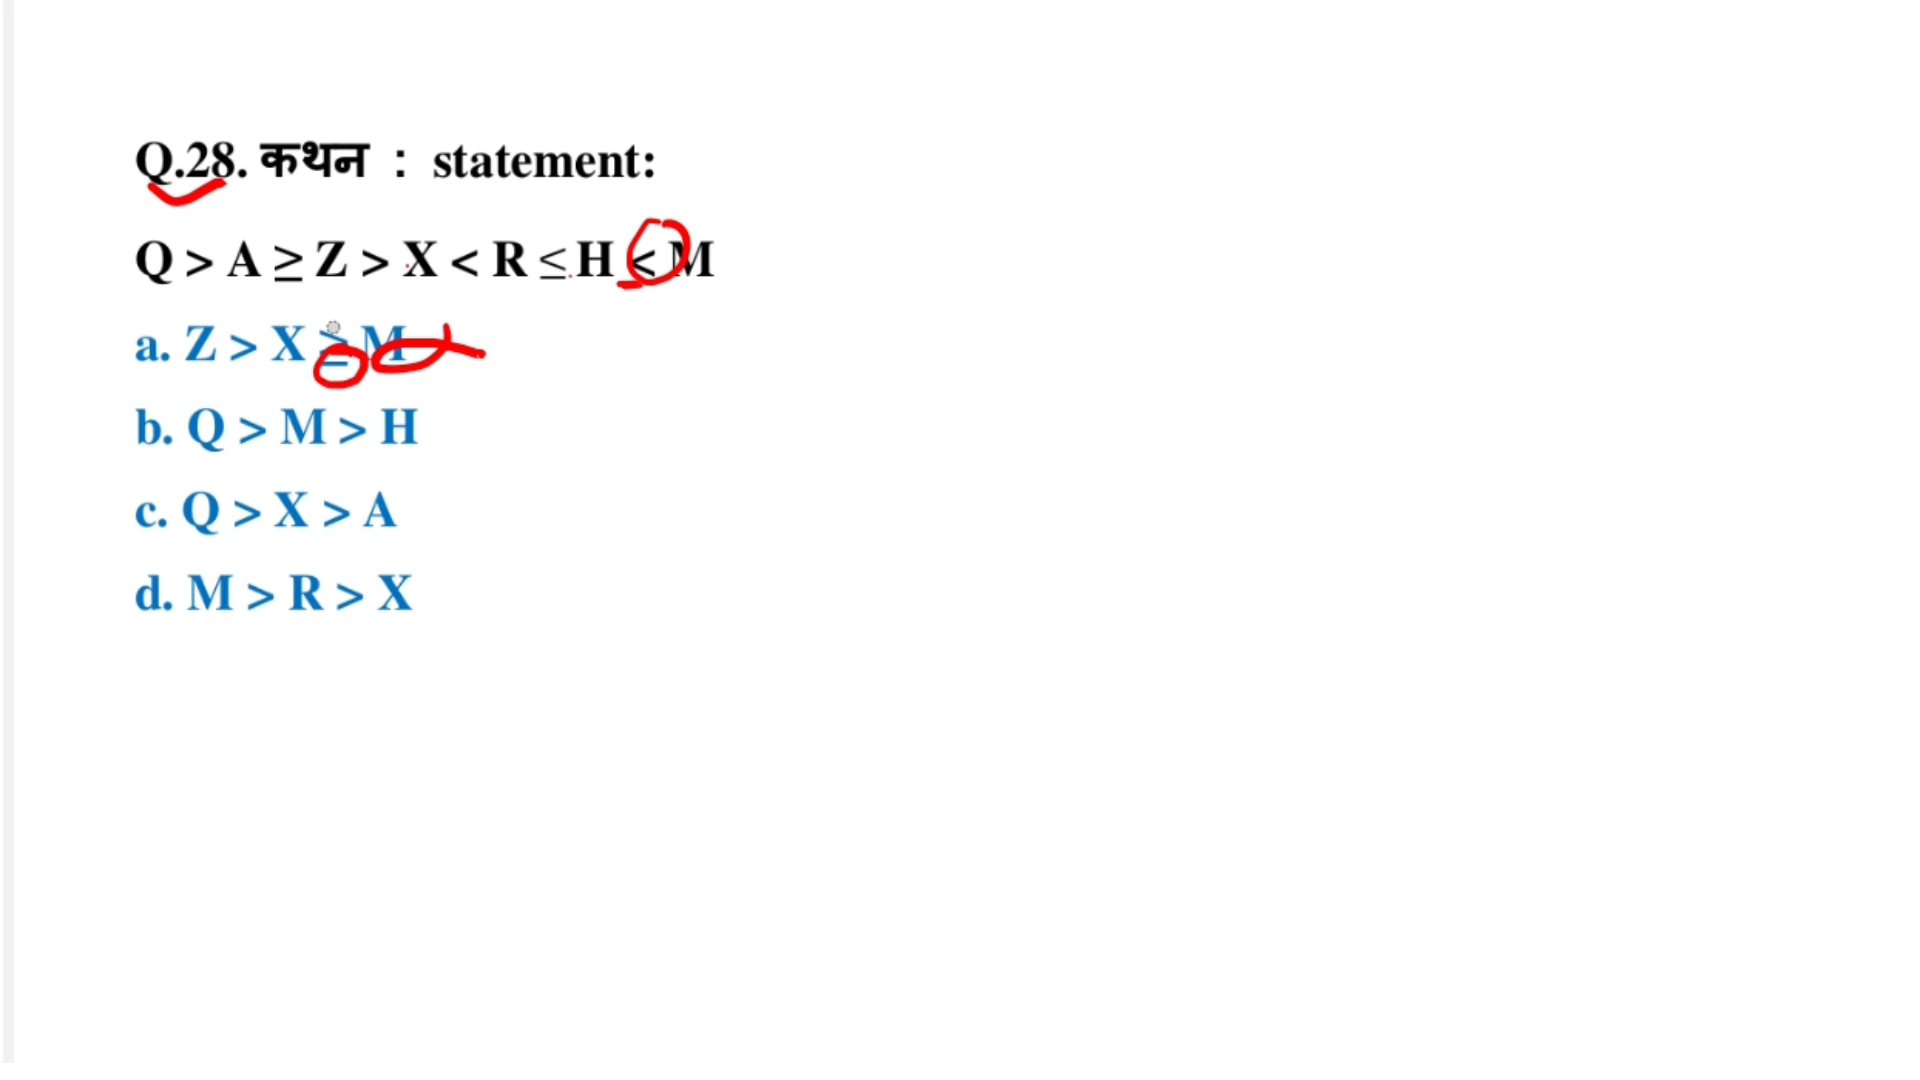 Q.28. कथन : statement:
Q > A ≥ Z > X < R ≤ H < M
a. Z > X ≥ M
b. Q > M > H
c. Q > X > A
d. M > R > X